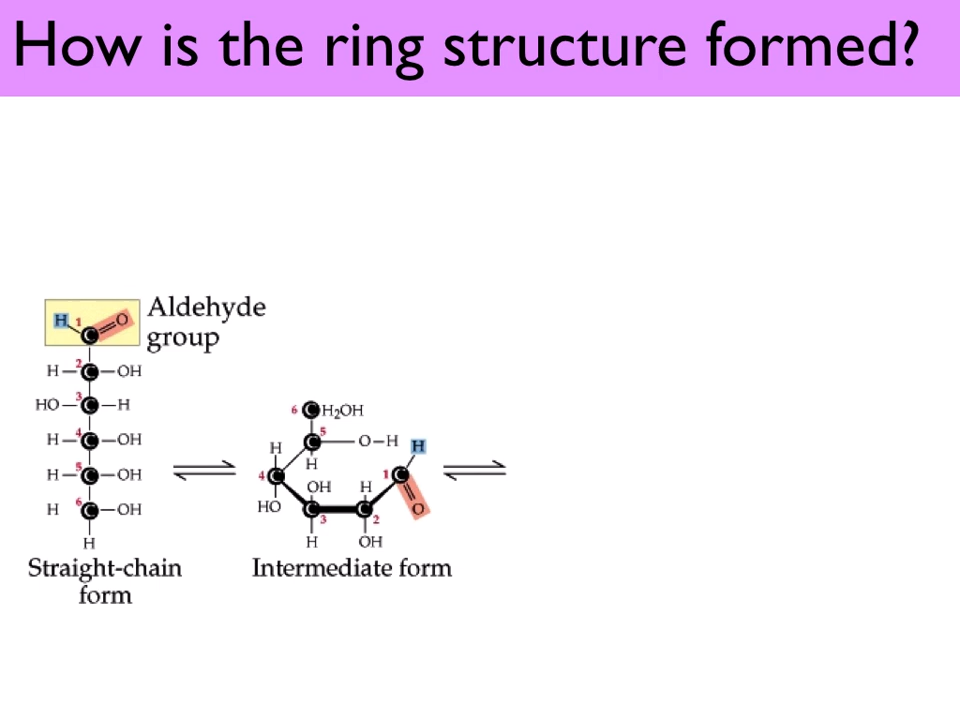 How is the ring structure formed?
H 1 C O
Aldehyde
group
H 2 C OH
HO 3 C H
H 4 C OH
H 5 C OH
H 6 C OH
H
Straight-chain
form
6 C H₂OH
5 C O-H
H
H
4 C
HO
OH
C 3
H
H
C 2
OH
H
1 C
O
Intermediate form